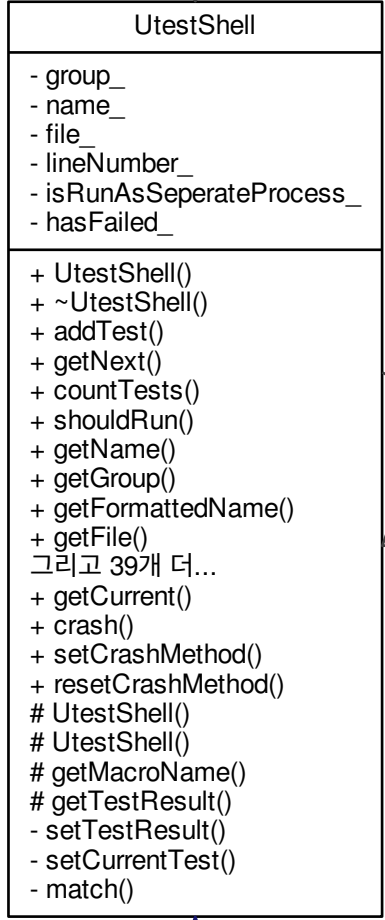 UtestShell
- group_
- name_
- file_
- lineNumber_
- isRunAsSeperateProcess_
- hasFailed_
+ UtestShell()
+ ~UtestShell()
+ addTest()
+ getNext()
+ countTests()
+ shouldRun()
+ getName()
+ getGroup()
+ getFormattedName()
+ getFile()
그리고 39개 더...
+ getCurrent()
+ crash()
+ setCrashMethod()
+ resetCrashMethod()
# UtestShell()
# UtestShell()
# getMacroName()
# getTestResult()
- setTestResult()
- setCurrentTest()
- match()